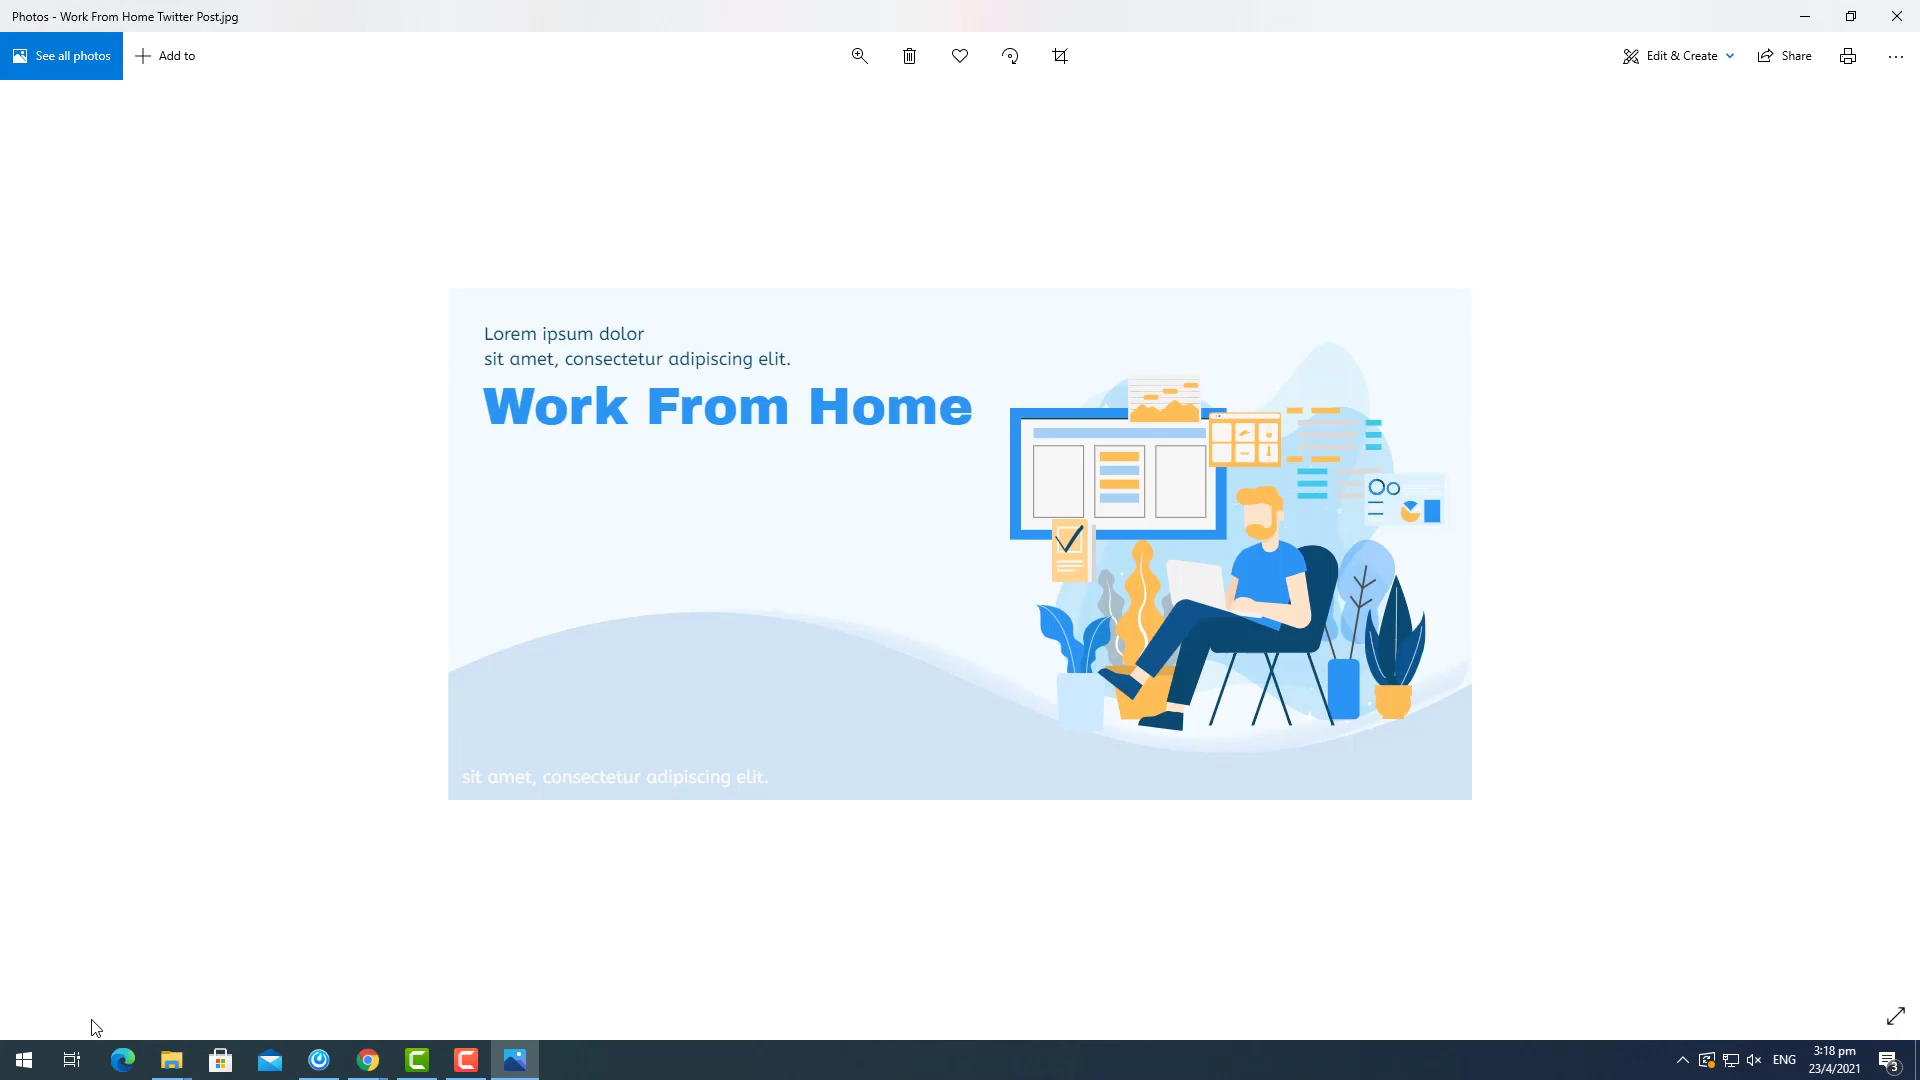 Photos - Work From Home Twitter Post.jpg
See all photos
Add to
Edit & Create
Share
Lorem ipsum dolor
sit amet, consectetur adipiscing elit.
Work From Home
sit amet, consectetur adipiscing elit.
ENG
3:18 pm
23/4/2021
3